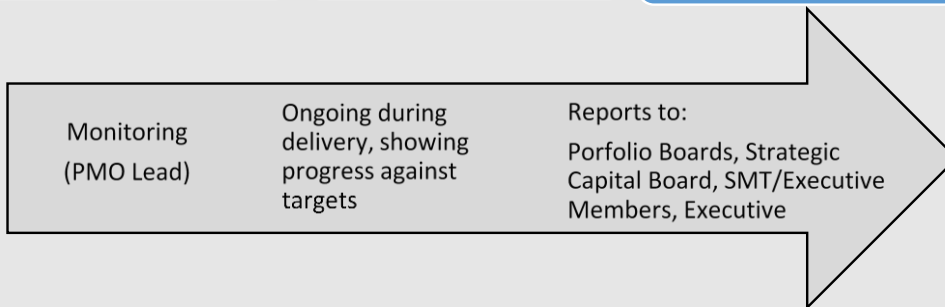 Monitoring
(PMO Lead)
Ongoing during
delivery, showing
progress against
targets
Reports to:
Porfolio Boards, Strategic
Capital Board, SMT/Executive
Members, Executive